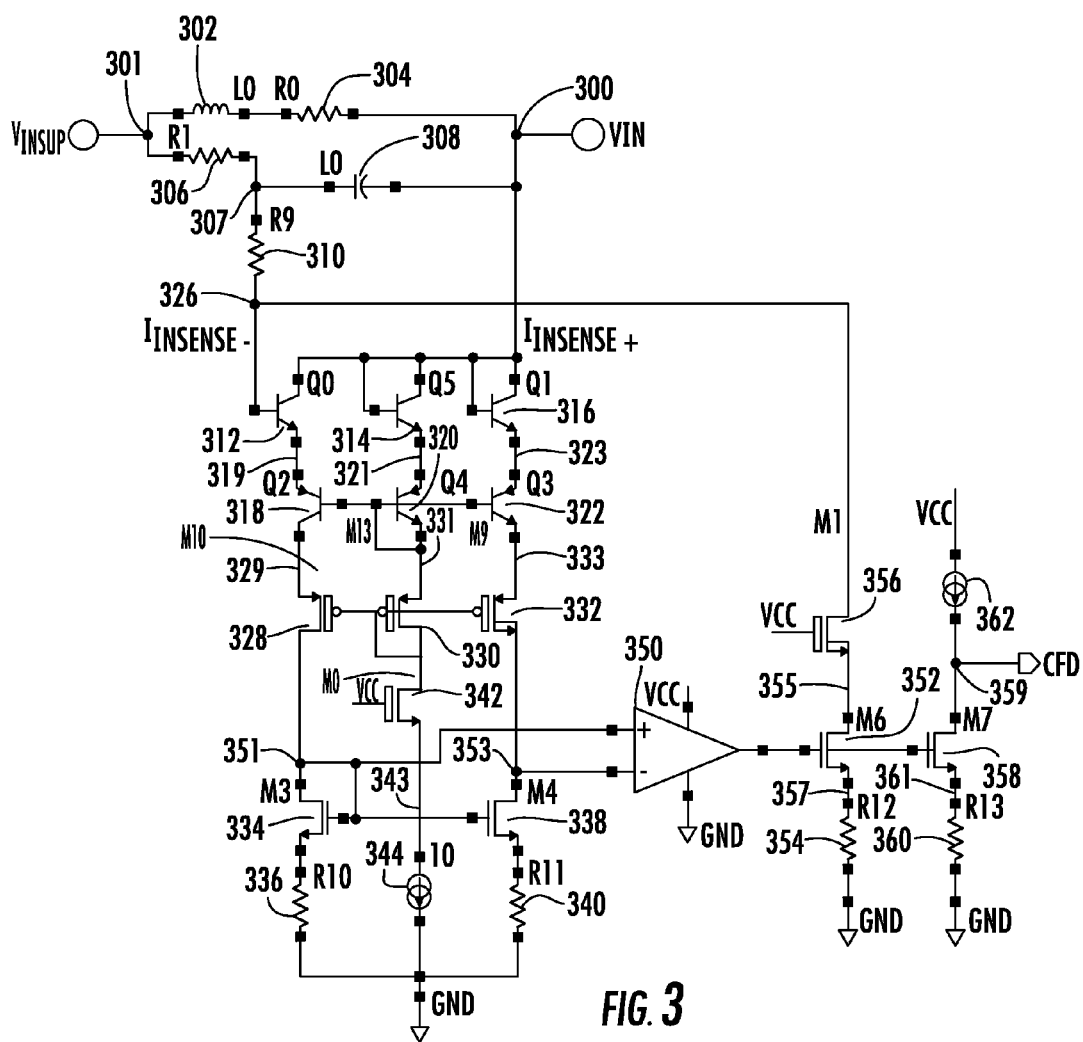 302
301
L0
R0
304
300
VINSUP
VIN
R1
L0
308
306
307
R9
310
326
IINSENSE -
IINSENSE +
Q0
Q5
Q1
316
312
314
320
319
321
323
Q2
Q4
Q3
318
322
M10
M13
331
M9
329
333
328
330
332
M0
VCC
342
350
VCC
M1
VCC
356
VCC
362
355
352
359
CFD
M6
M7
351
353
+
-
343
M3
M4
334
338
GND
357
361
358
R12
R13
354
360
344
I0
336
R10
R11
340
GND
GND
GND
FIG. 3